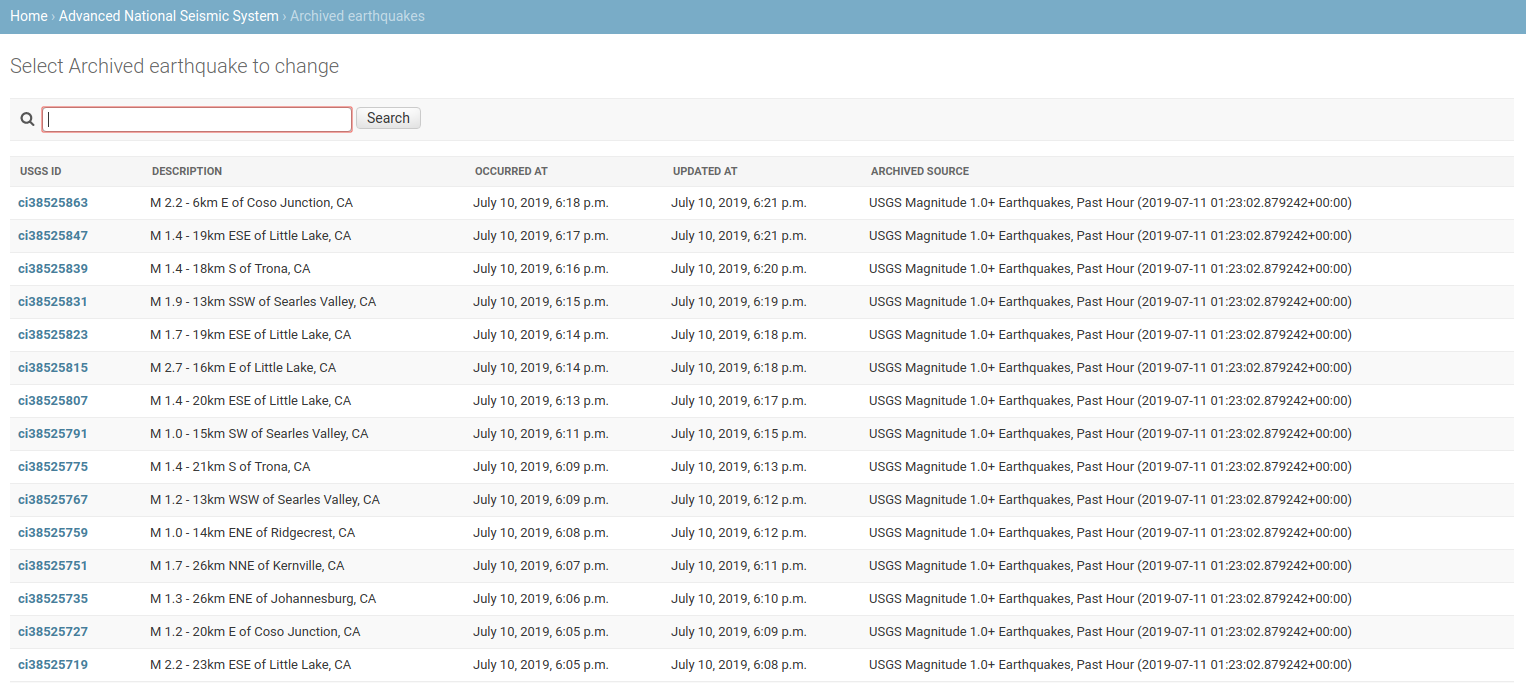 Home › Advanced National Seismic System › Archived earthquakes
Select Archived earthquake to change
Search
USGS ID DESCRIPTION OCCURRED AT UPDATED AT ARCHIVED SOURCE
ci38525863 M 2.2 - 6km E of Coso Junction, CA July 10, 2019, 6:18 p.m. July 10, 2019, 6:21 p.m. USGS Magnitude 1.0+ Earthquakes, Past Hour (2019-07-11 01:23:02.879242+00:00)
ci38525847 M 1.4 - 19km ESE of Little Lake, CA July 10, 2019, 6:17 p.m. July 10, 2019, 6:21 p.m. USGS Magnitude 1.0+ Earthquakes, Past Hour (2019-07-11 01:23:02.879242+00:00)
ci38525839 M 1.4 - 18km S of Trona, CA July 10, 2019, 6:16 p.m. July 10, 2019, 6:20 p.m. USGS Magnitude 1.0+ Earthquakes, Past Hour (2019-07-11 01:23:02.879242+00:00)
ci38525831 M 1.9 - 13km SSW of Searles Valley, CA July 10, 2019, 6:15 p.m. July 10, 2019, 6:19 p.m. USGS Magnitude 1.0+ Earthquakes, Past Hour (2019-07-11 01:23:02.879242+00:00)
ci38525823 M 1.7 - 19km ESE of Little Lake, CA July 10, 2019, 6:14 p.m. July 10, 2019, 6:18 p.m. USGS Magnitude 1.0+ Earthquakes, Past Hour (2019-07-11 01:23:02.879242+00:00)
ci38525815 M 2.7 - 16km E of Little Lake, CA July 10, 2019, 6:14 p.m. July 10, 2019, 6:18 p.m. USGS Magnitude 1.0+ Earthquakes, Past Hour (2019-07-11 01:23:02.879242+00:00)
ci38525807 M 1.4 - 20km ESE of Little Lake, CA July 10, 2019, 6:13 p.m. July 10, 2019, 6:17 p.m. USGS Magnitude 1.0+ Earthquakes, Past Hour (2019-07-11 01:23:02.879242+00:00)
ci38525791 M 1.0 - 15km SW of Searles Valley, CA July 10, 2019, 6:11 p.m. July 10, 2019, 6:15 p.m. USGS Magnitude 1.0+ Earthquakes, Past Hour (2019-07-11 01:23:02.879242+00:00)
ci38525775 M 1.4 - 21km S of Trona, CA July 10, 2019, 6:09 p.m. July 10, 2019, 6:13 p.m. USGS Magnitude 1.0+ Earthquakes, Past Hour (2019-07-11 01:23:02.879242+00:00)
ci38525767 M 1.2 - 13km WSW of Searles Valley, CA July 10, 2019, 6:09 p.m. July 10, 2019, 6:12 p.m. USGS Magnitude 1.0+ Earthquakes, Past Hour (2019-07-11 01:23:02.879242+00:00)
ci38525759 M 1.0 - 14km ENE of Ridgecrest, CA July 10, 2019, 6:08 p.m. July 10, 2019, 6:12 p.m. USGS Magnitude 1.0+ Earthquakes, Past Hour (2019-07-11 01:23:02.879242+00:00)
ci38525751 M 1.7 - 26km NNE of Kernville, CA July 10, 2019, 6:07 p.m. July 10, 2019, 6:11 p.m. USGS Magnitude 1.0+ Earthquakes, Past Hour (2019-07-11 01:23:02.879242+00:00)
ci38525735 M 1.3 - 26km ENE of Johannesburg, CA July 10, 2019, 6:06 p.m. July 10, 2019, 6:10 p.m. USGS Magnitude 1.0+ Earthquakes, Past Hour (2019-07-11 01:23:02.879242+00:00)
ci38525727 M 1.2 - 20km E of Coso Junction, CA July 10, 2019, 6:05 p.m. July 10, 2019, 6:09 p.m. USGS Magnitude 1.0+ Earthquakes, Past Hour (2019-07-11 01:23:02.879242+00:00)
ci38525719 M 2.2 - 23km ESE of Little Lake, CA July 10, 2019, 6:05 p.m. July 10, 2019, 6:08 p.m. USGS Magnitude 1.0+ Earthquakes, Past Hour (2019-07-11 01:23:02.879242+00:00)